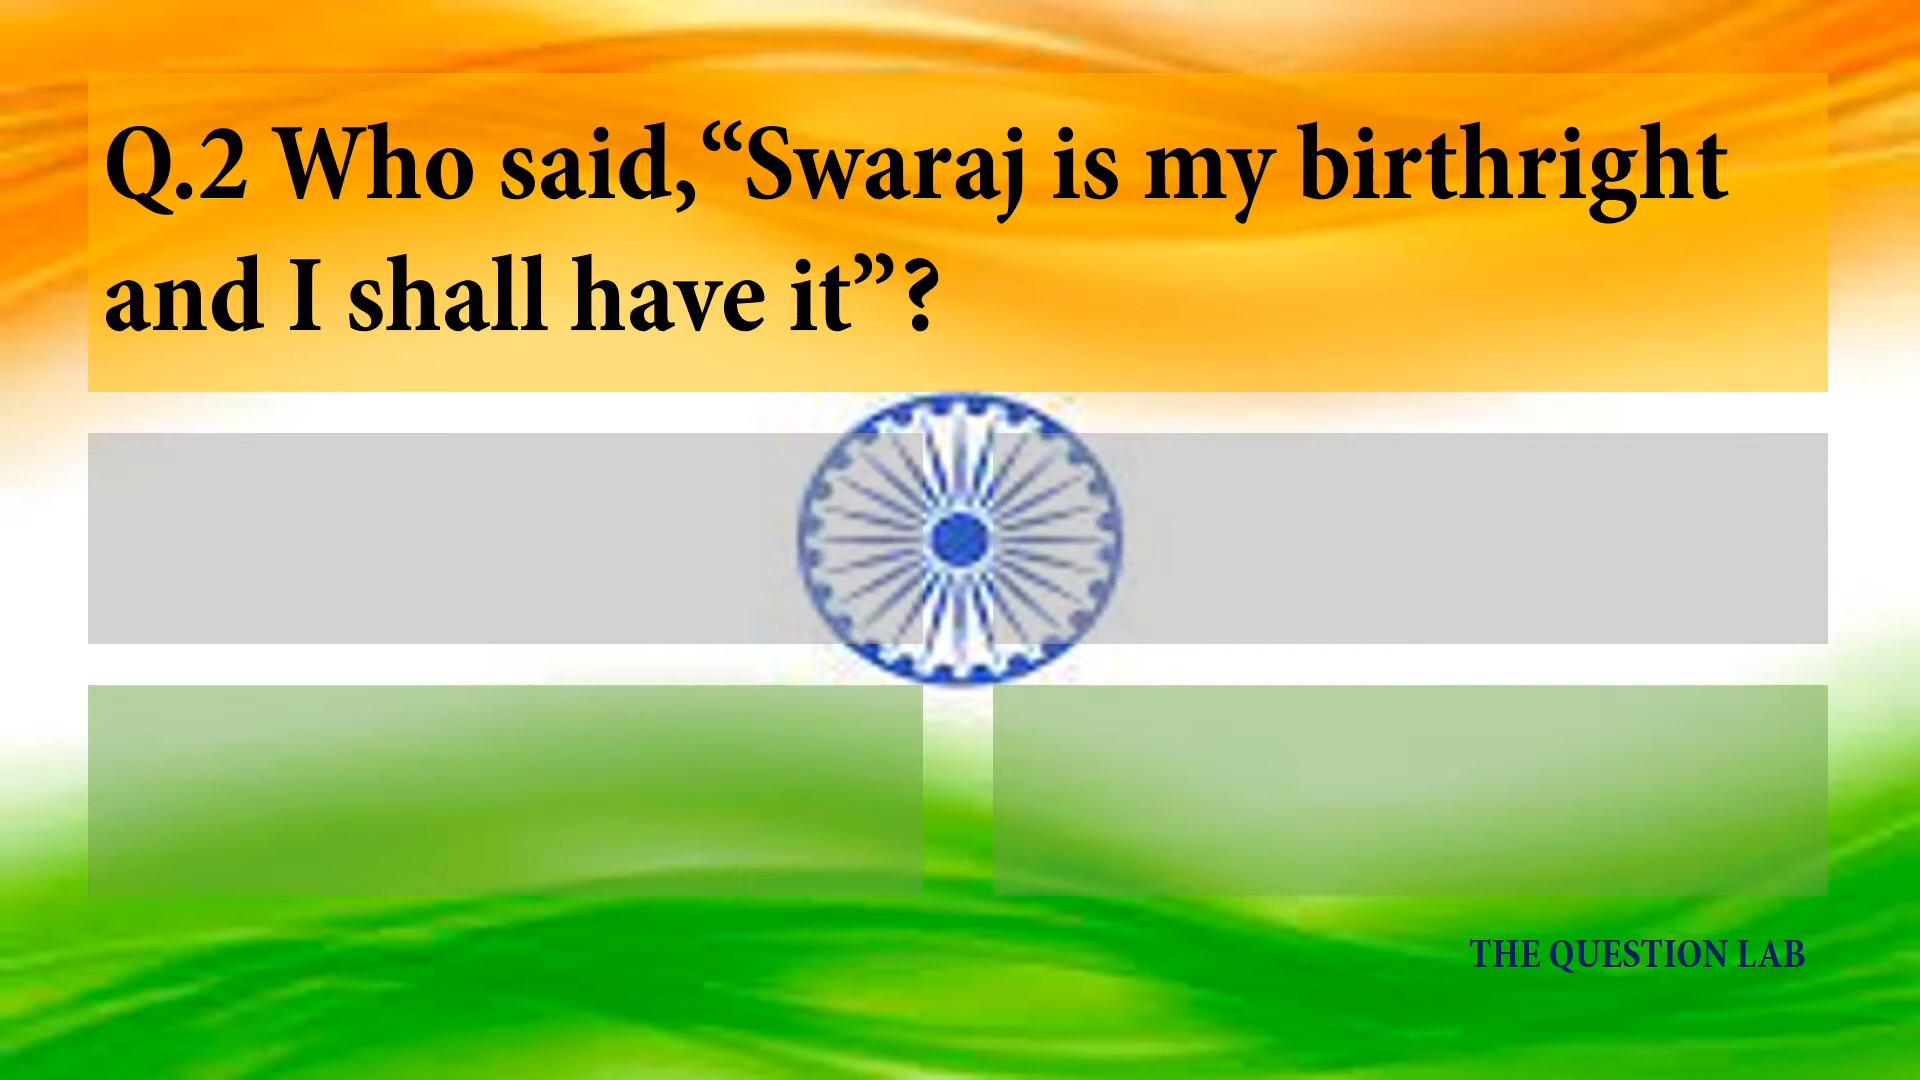 Q.2 Who said, “Swaraj is my birthright
and I shall have it”?
THE QUESTION LAB